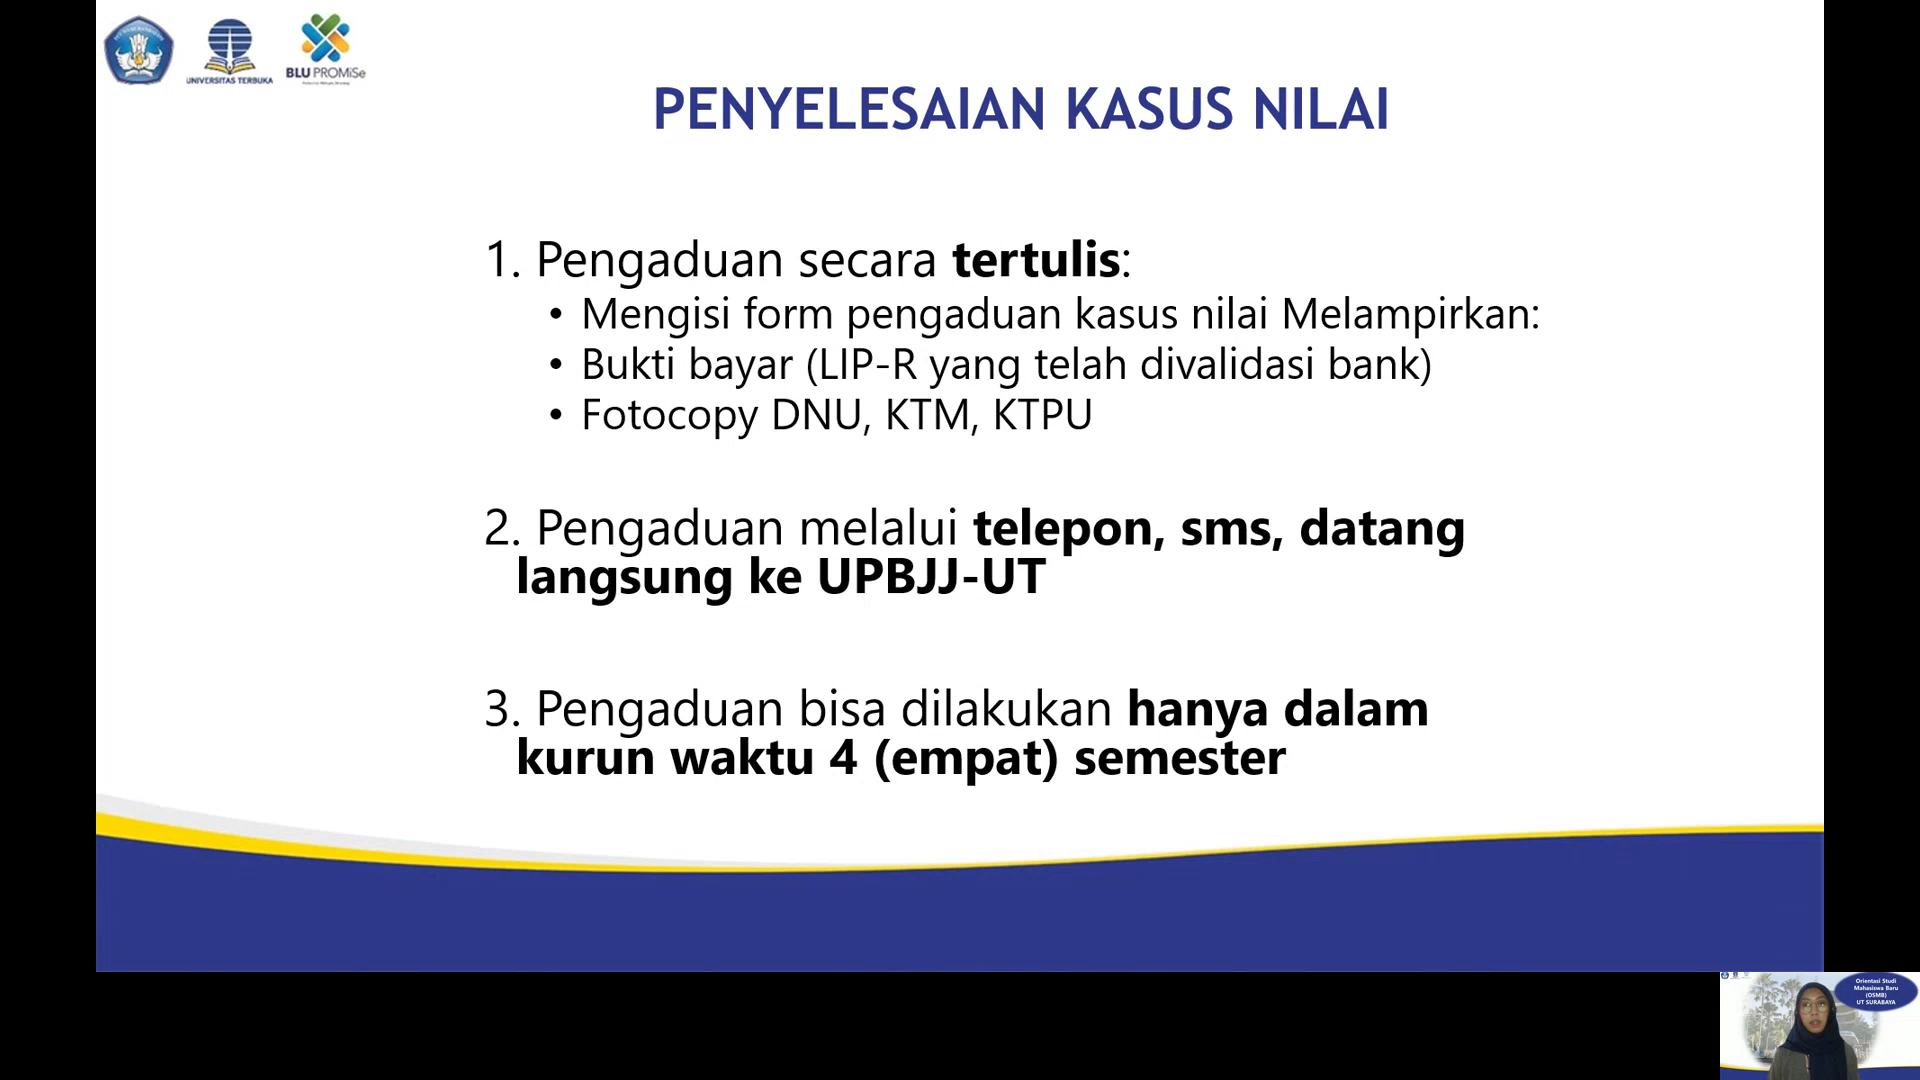 UNIVERSITAS TERBUKA
BLU PROMiSe
PENYELESAIAN KASUS NILAI
1. Pengaduan secara tertulis:
• Mengisi form pengaduan kasus nilai Melampirkan:
• Bukti bayar (LIP-R yang telah divalidasi bank)
• Fotocopy DNU, KTM, KTPU
2. Pengaduan melalui telepon, sms, datang
langsung ke UPBJJ-UT
3. Pengaduan bisa dilakukan hanya dalam
kurun waktu 4 (empat) semester
Orientasi Studi
Mahasiswa Baru
(OSMB)
UT SURABAYA